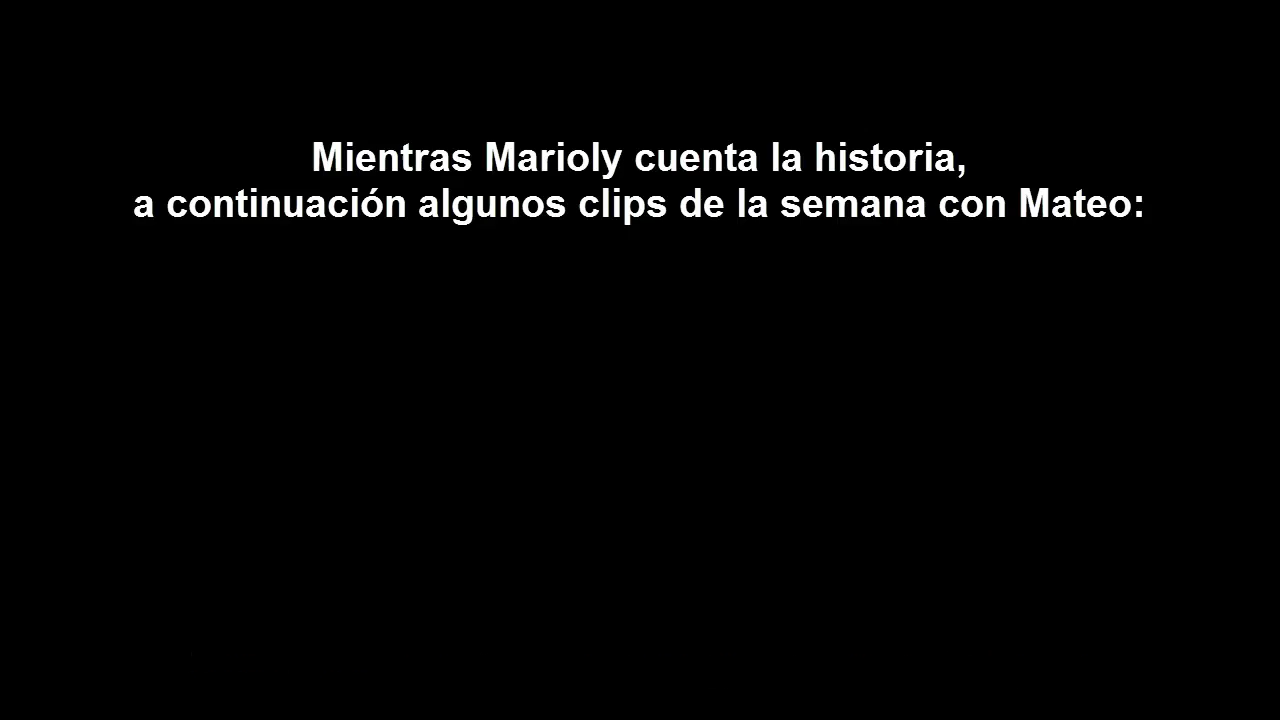 Mientras Marioly cuenta la historia,
a continuación algunos clips de la semana con Mateo: